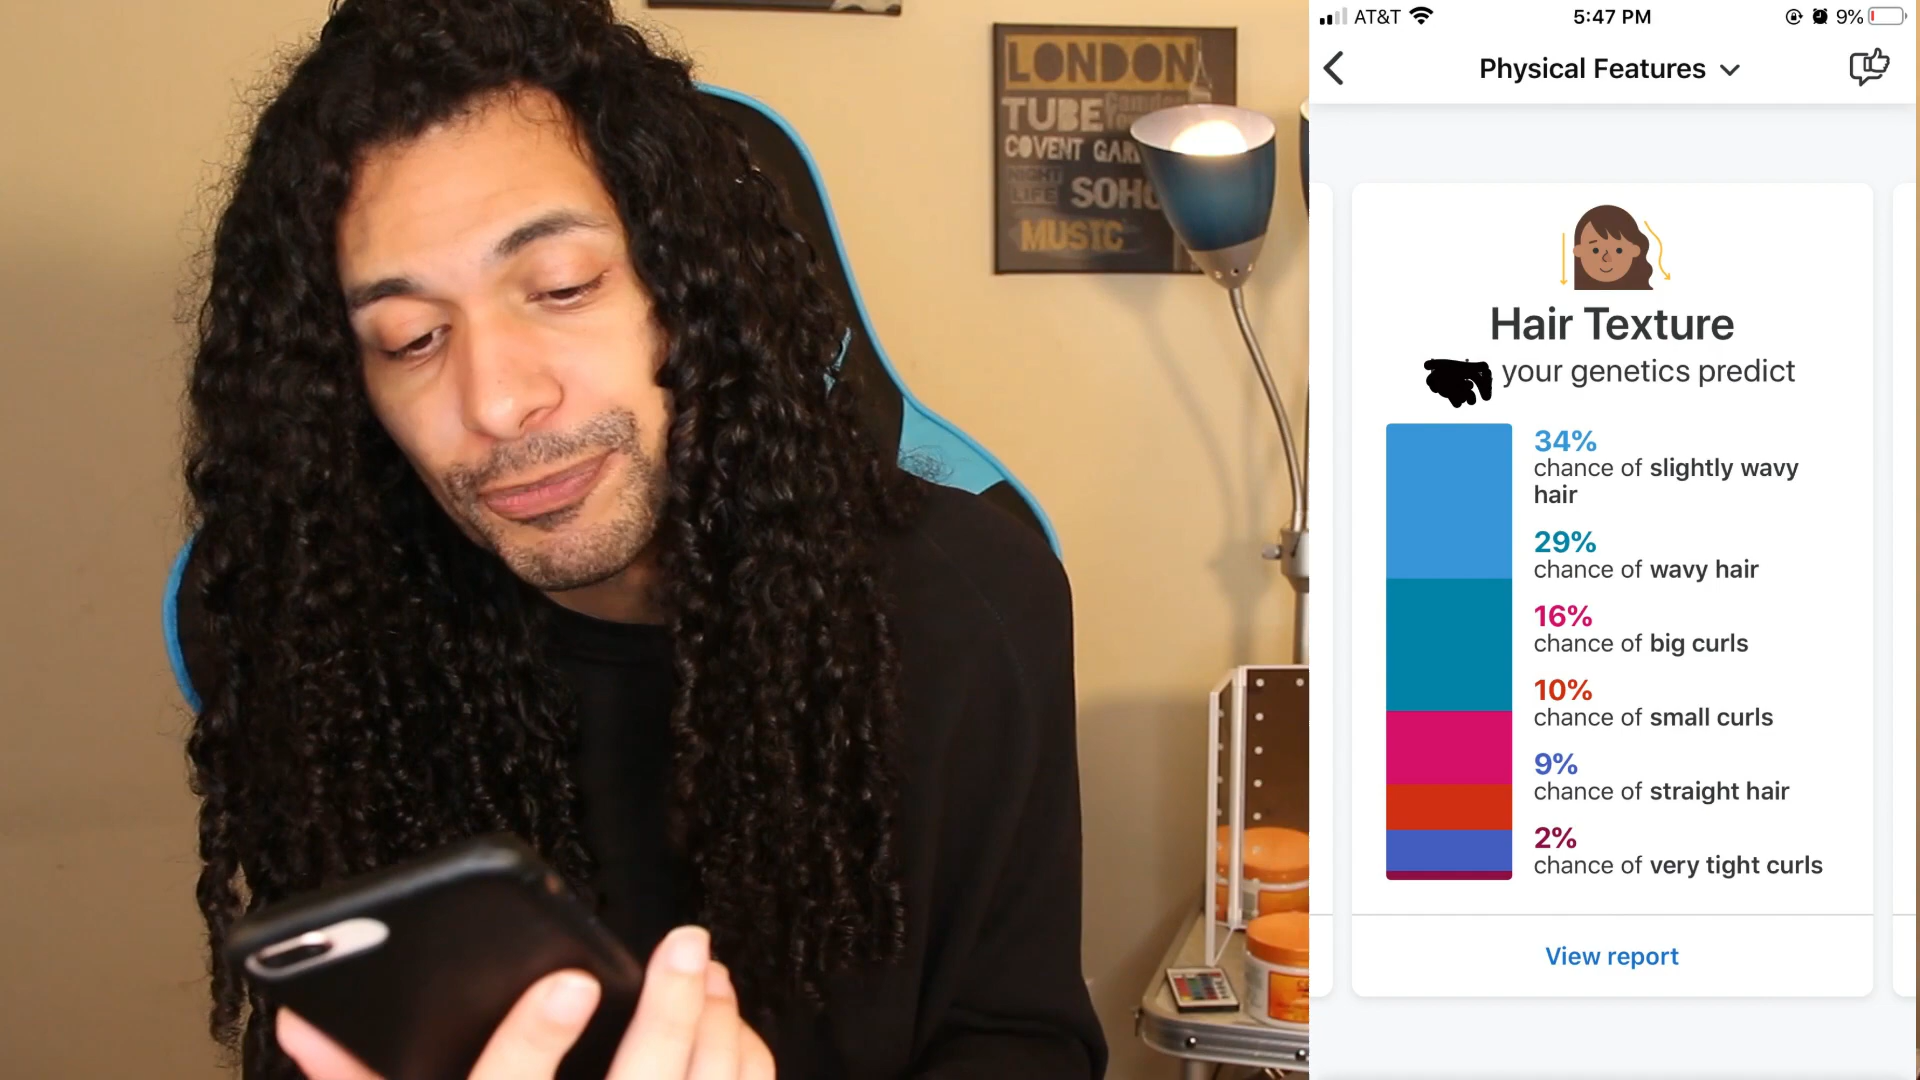 LONDON
TUBE
COVENT
NIGHT
LIFE
SOHO
MUSIC
AT&T
5:47 PM
9%
Physical Features
Hair Texture
your genetics predict
34%
chance of slightly wavy
hair
29%
chance of wavy hair
16%
chance of big curls
10%
chance of small curls
9%
chance of straight hair
2%
chance of very tight curls
View report